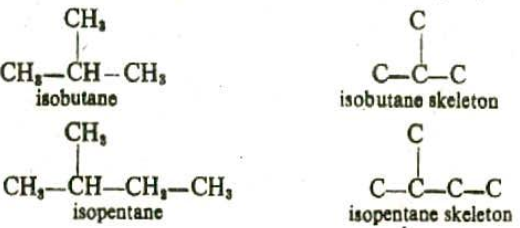 CH₃ C
CH₃—CH—CH₃ C—C—C
isobutane isobutane skeleton
CH₃ C
CH₃—CH—CH₂—CH₃ C—C—C—C
isopentane isopentane skeleton